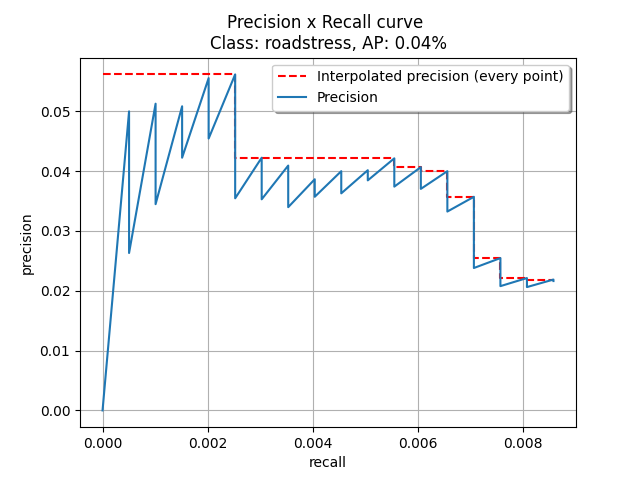 Precision x Recall curve
Class: roadstress, AP: 0.04%
Interpolated precision (every point)
Precision
0.05
0.04
0.03
0.02
0.01
0.00
precision
0.000 0.002 0.004 0.006 0.008
recall